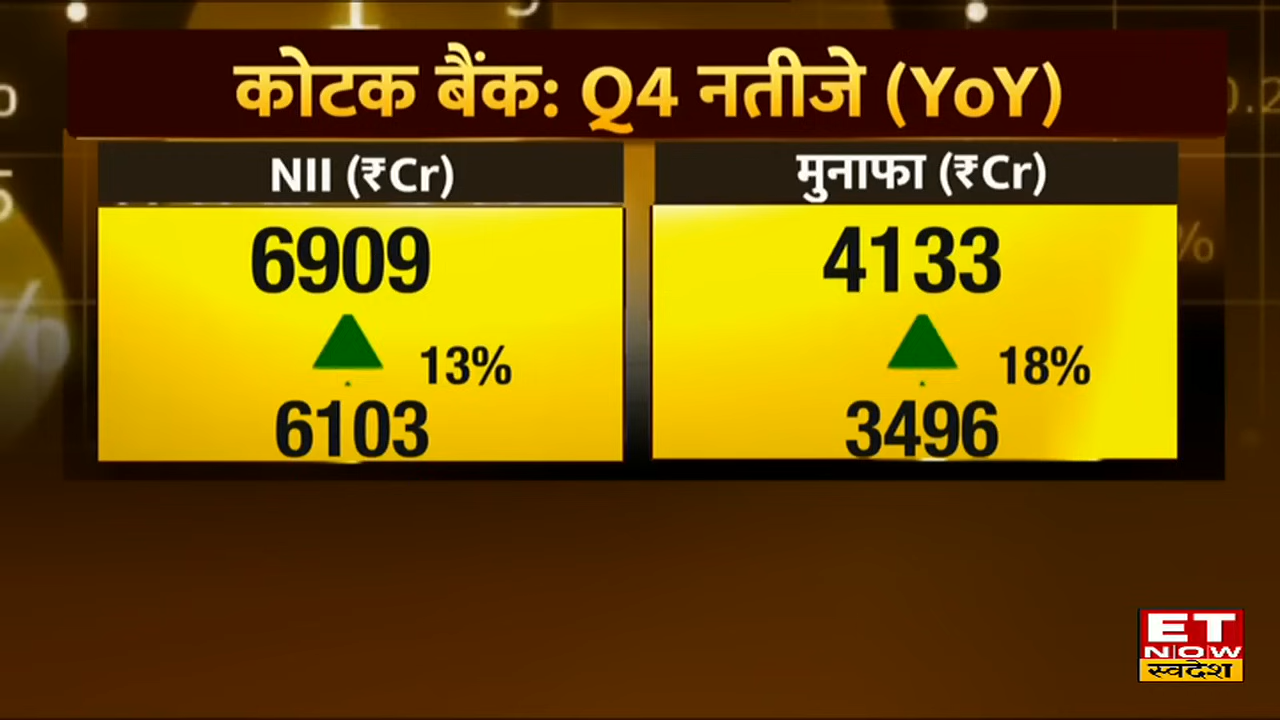 कोटक बैंक: Q4 नतीजे (YoY)
NII (₹Cr)
6909
13%
6103
मुनाफा (₹Cr)
4133
18%
3496
ET
NOW
स्वदेश